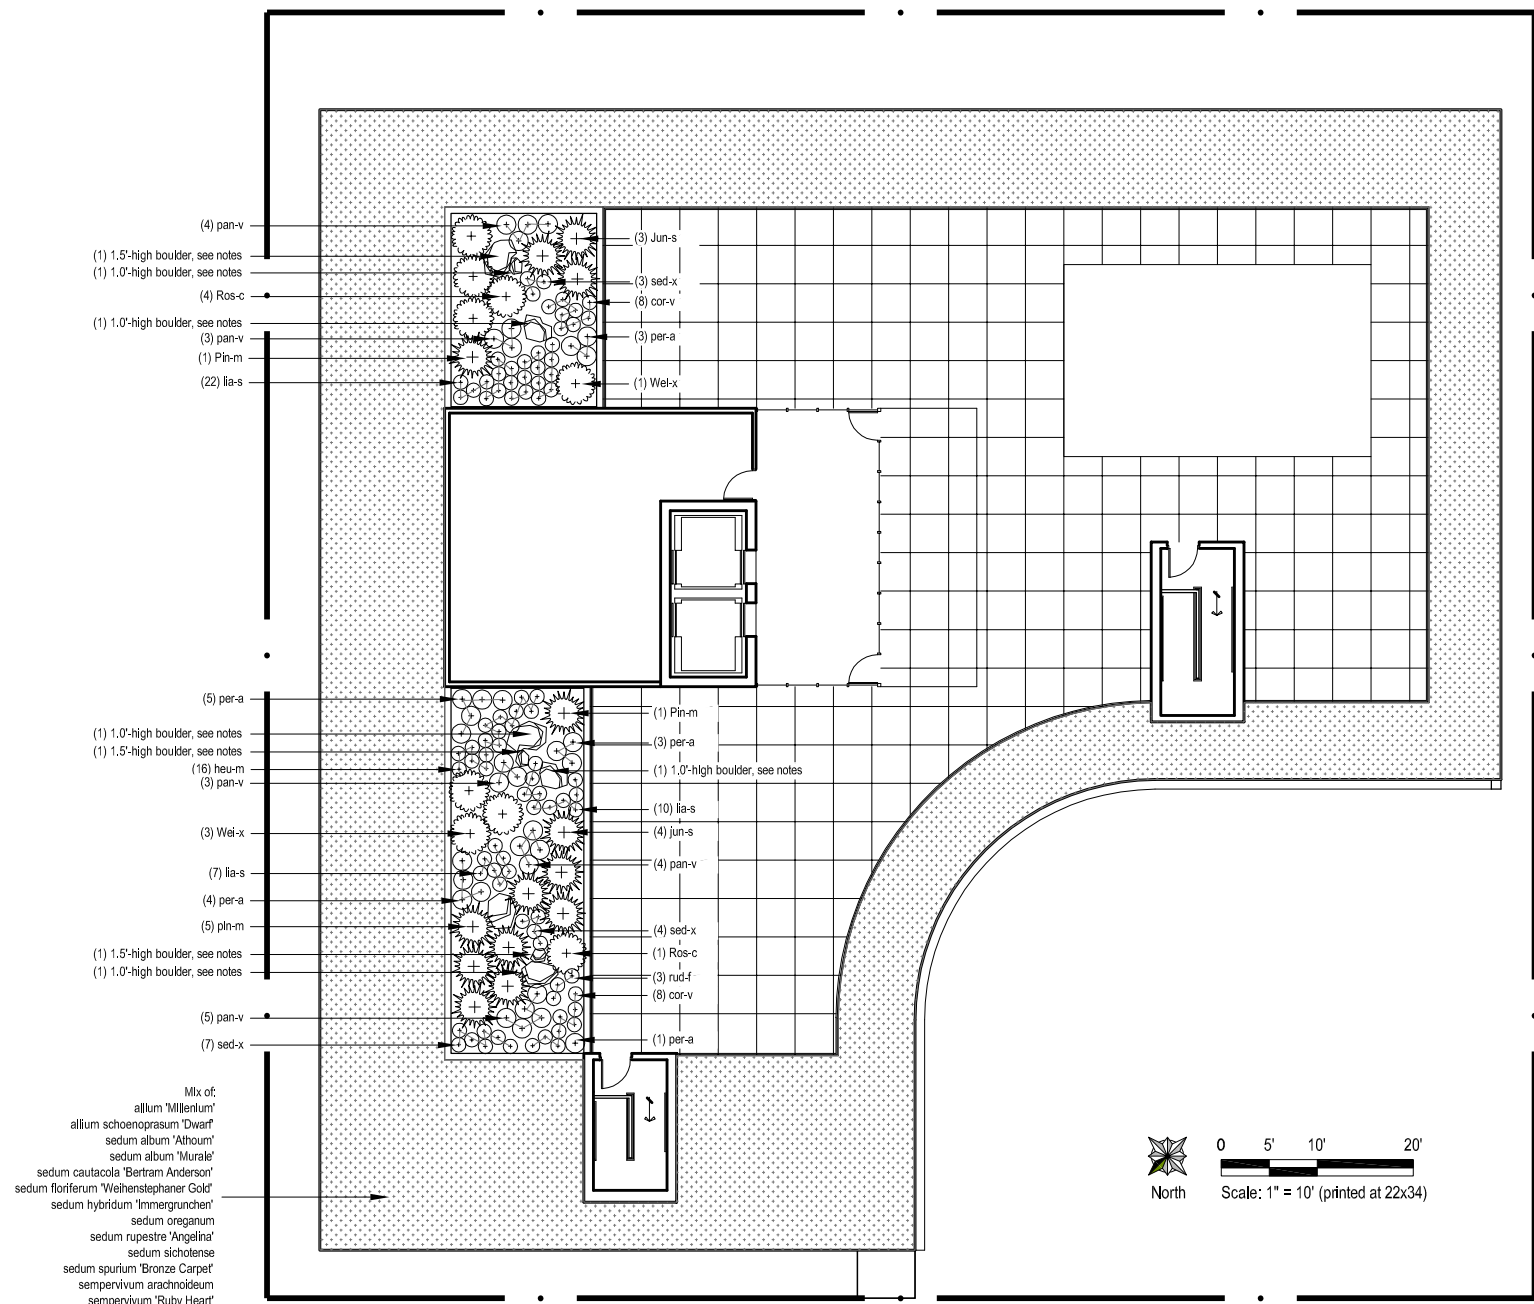 (4) pan-v
(1) 1.5'-high boulder, see notes
(1) 1.0'-high boulder, see notes
(4) Ros-c
(1) 1.0'-high boulder, see notes
(3) pan-v
(1) Pin-m
(22) lia-s
(3) Jun-s
(3) sed-x
(8) cor-v
(3) per-a
(1) Wel-x
(5) per-a
(1) 1.0'-high boulder, see notes
(1) 1.5'-high boulder, see notes
(16) heu-m
(3) pan-v
(3) Wei-x
(7) lia-s
(4) per-a
(5) pin-m
(1) 1.5'-high boulder, see notes
(1) 1.0'-high boulder, see notes
(5) pan-v
(7) sed-x
(1) Pin-m
(3) per-a
(1) 1.0'-high boulder, see notes
(10) lia-s
(4) jun-s
(4) pan-v
(4) sed-x
(1) Ros-c
(3) rud-f
(8) cor-v
(1) per-a
Mix of:
allium 'Millenium'
allium schoenoprasum 'Dwarf'
sedum album 'Athoum'
sedum album 'Murale'
sedum cautacola 'Bertram Anderson'
sedum floriferum 'Weihenstephaner Gold'
sedum hybridum 'Immergrunchen'
sedum oreganum
sedum rupestre 'Angelina'
sedum sichotense
sedum spurium 'Bronze Carpet'
sempervivum arachnoideum
sempervivum 'Ruby Heart'
North
0 5' 10' 20'
Scale: 1" = 10' (printed at 22x34)